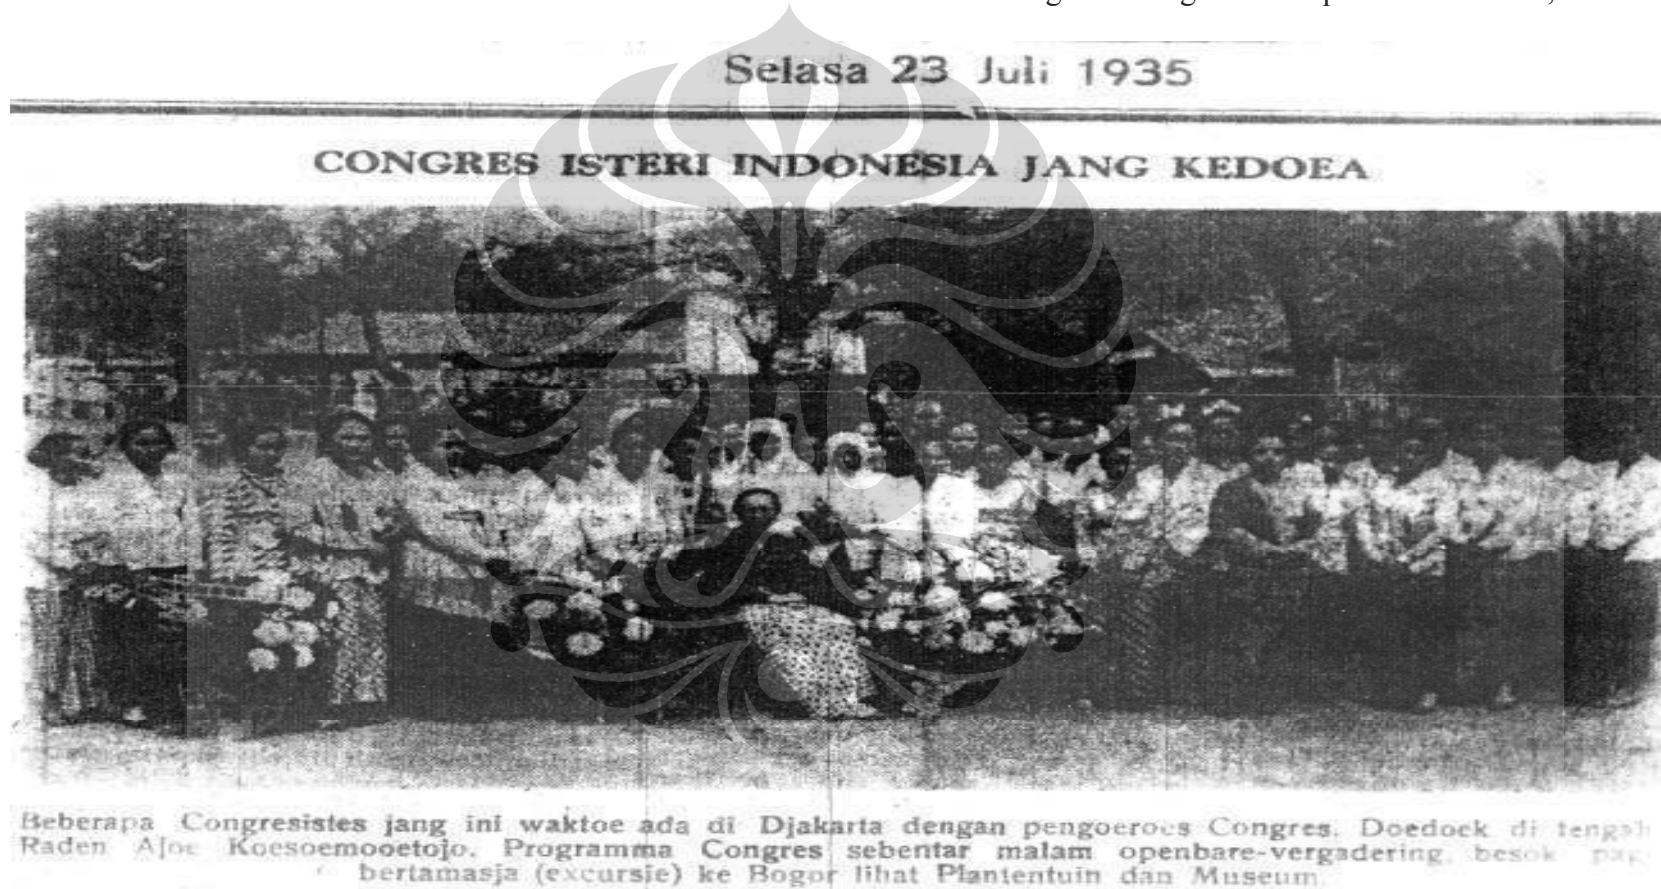 Selasa 23 Juli 1935
CONGRES ISTERI INDONESIA JANG KEDOEA
Beberapa Congresistes jang ini waktoe ada di Djakarta dengan pengoeroes Congres. Doedoek di tengah
Raden Ajoe Koesoemooetojo. Programma Congres sebentar malam openbare-vergadering, besok
bertamasja (excursie) ke Bogor lihat Plantentuin dan Museum.